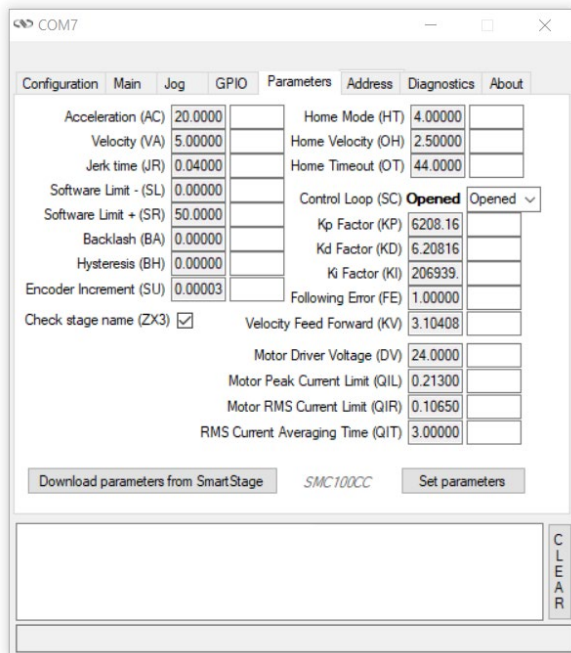 COM7
Configuration Main Jog GPIO Parameters Address Diagnostics About
Acceleration (AC) 20.0000
Velocity (VA) 5.00000
Jerk time (JR) 0.04000
Software Limit - (SL) 0.00000
Software Limit + (SR) 50.0000
Backlash (BA) 0.00000
Hysteresis (BH) 0.00000
Encoder Increment (SU) 0.00003
Check stage name (ZX3)
Home Mode (HT) 4.00000
Home Velocity (OH) 2.50000
Home Timeout (OT) 44.0000
Control Loop (SC) Opened Opened
Kp Factor (KP) 6208.16
Kd Factor (KD) 6.20816
Ki Factor (KI) 206939.
Following Error (FE) 1.00000
Velocity Feed Forward (KV) 3.10408
Motor Driver Voltage (DV) 24.0000
Motor Peak Current Limit (QIL) 0.21300
Motor RMS Current Limit (QIR) 0.10650
RMS Current Averaging Time (QIT) 3.00000
Download parameters from SmartStage SMC100CC Set parameters
CLEAR